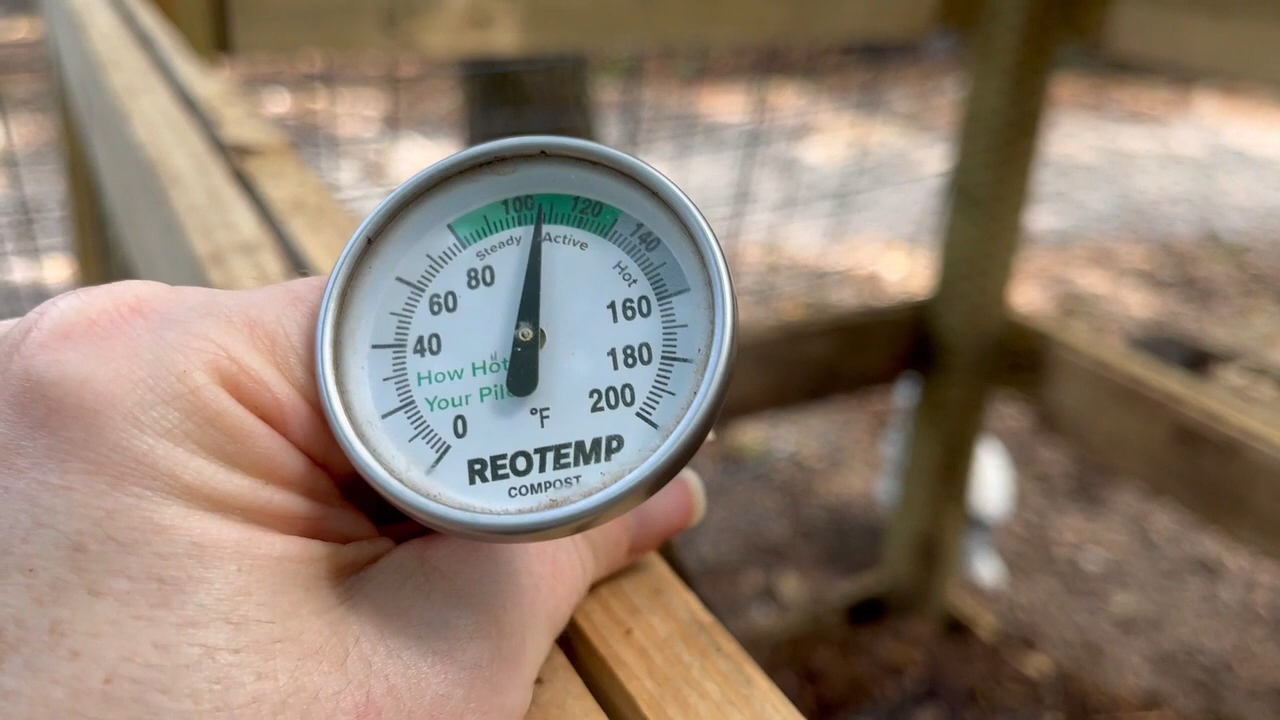 100 120
140
Steady Active
80
Hot
60
160
40
180
How Hot
Your Pile
200
0
°F
REOTEMP
COMPOST